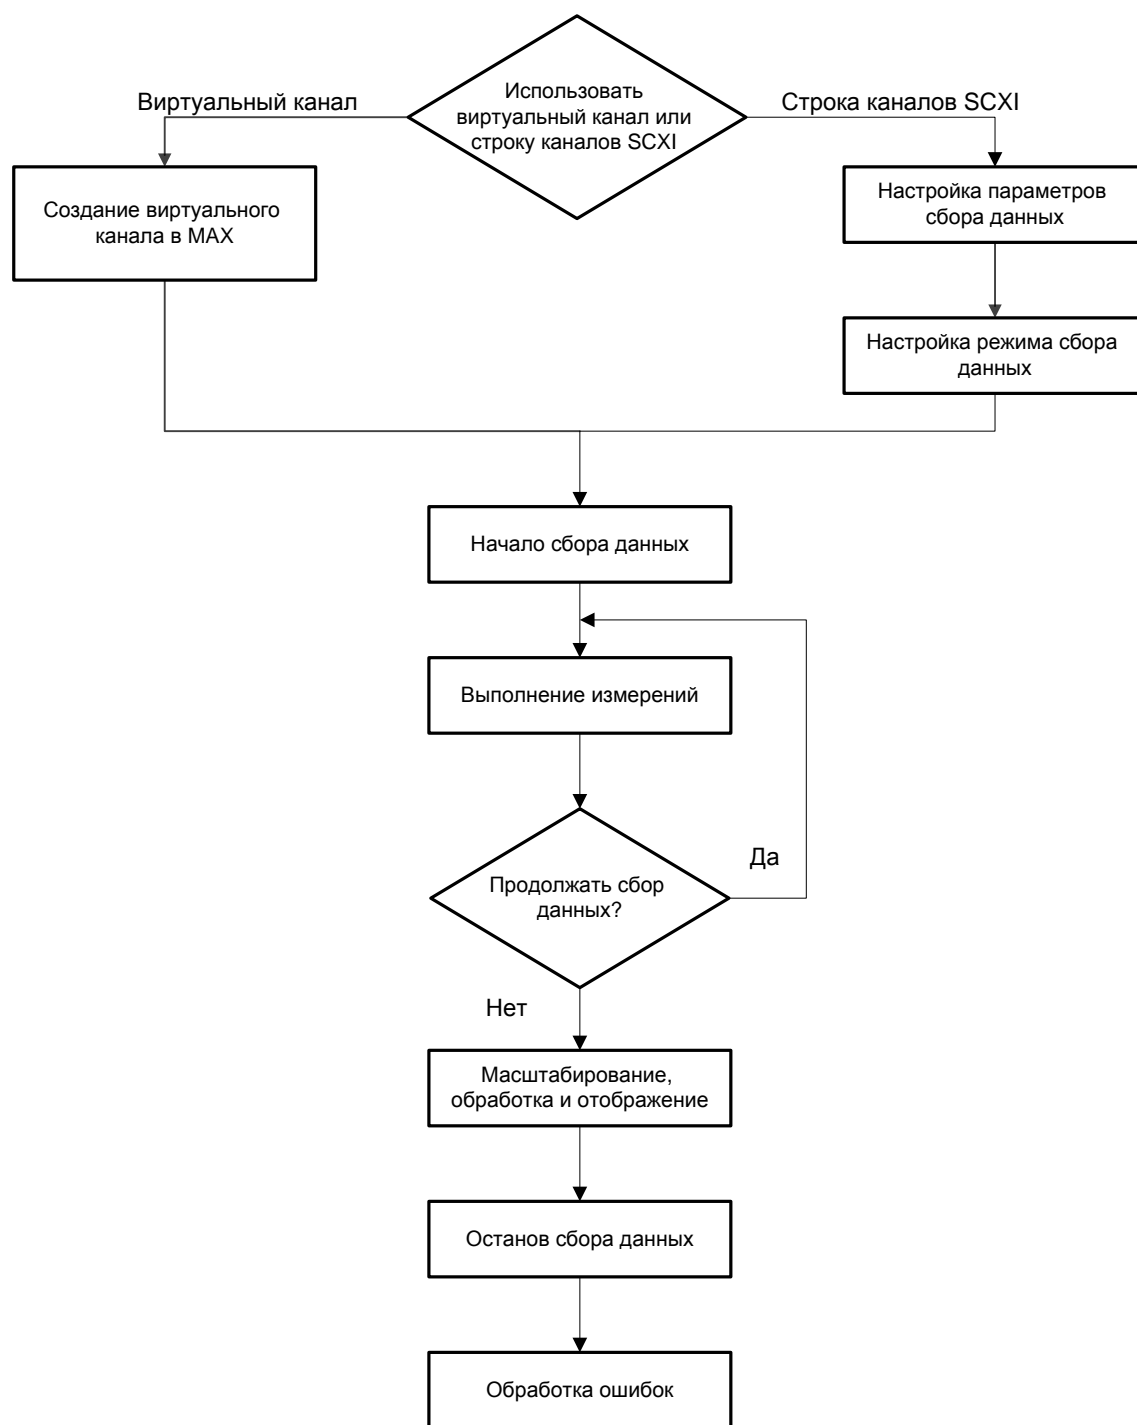 Использовать
виртуальный канал или
строку каналов SCXI
Виртуальный канал
Строка каналов SCXI
Создание виртуального
канала в MAX
Настройка параметров
сбора данных
Настройка режима сбора
данных
Начало сбора данных
Выполнение измерений
Продолжать сбор
данных?
Да
Нет
Масштабирование,
обработка и отображение
Останов сбора данных
Обработка ошибок